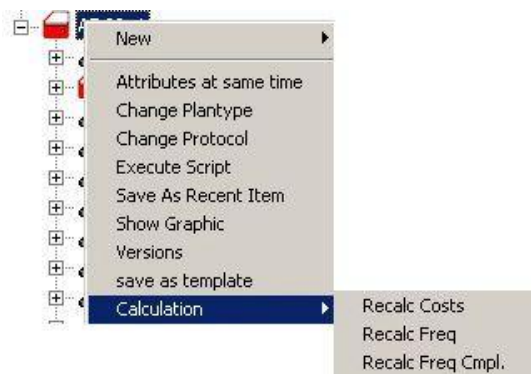 New
Attributes at same time
Change Plantype
Change Protocol
Execute Script
Save As Recent Item
Show Graphic
Versions
save as template
Calculation
Recalc Costs
Recalc Freq
Recalc Freq Cmpl.